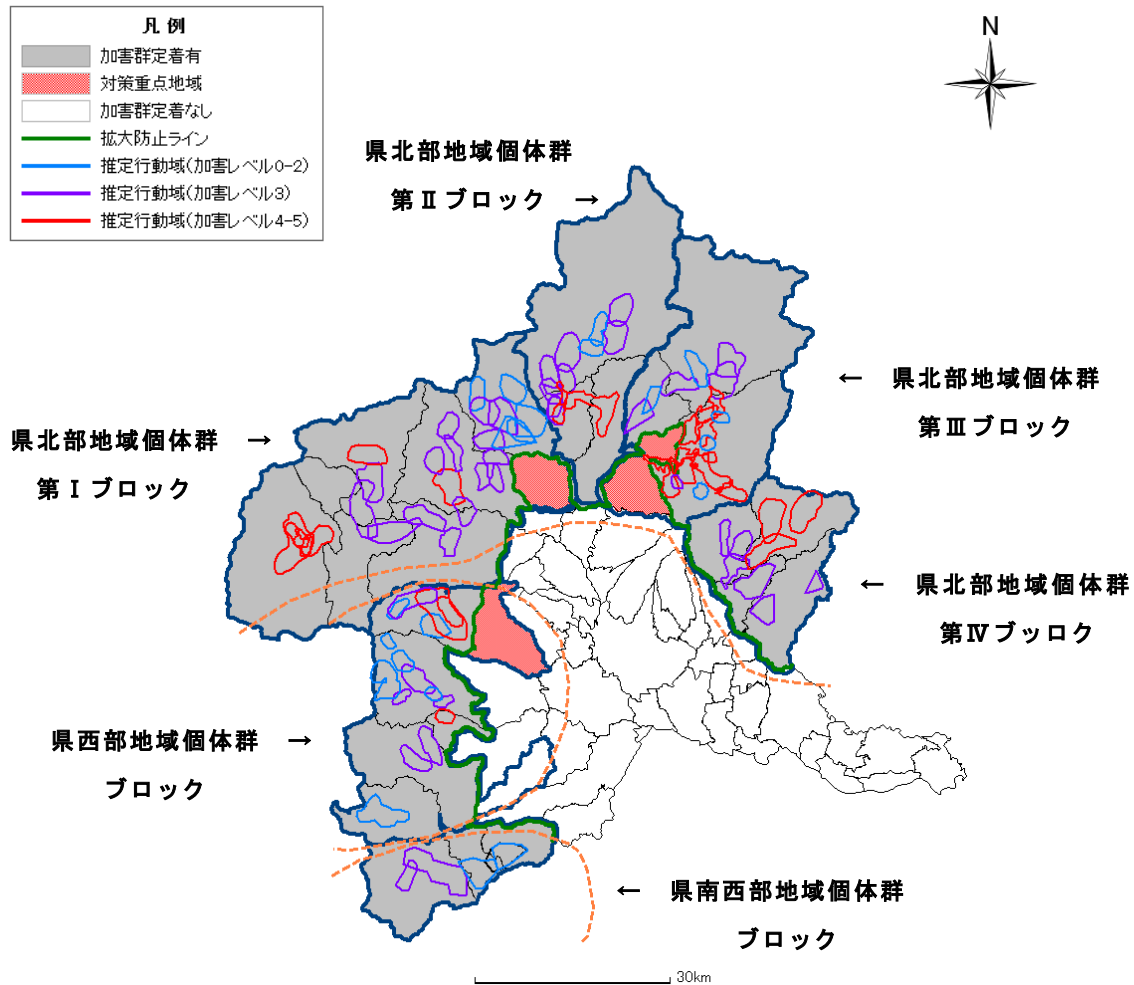 凡例
加害群定着有
対策重点地域
加害群定着なし
拡大防止ライン
推定行動域(加害レベル0-2)
推定行動域(加害レベル3)
推定行動域(加害レベル4-5)
N
県北部地域個体群
第Ⅱブロック →
← 県北部地域個体群
第Ⅲブロック
県北部地域個体群 →
第Ⅰブロック
← 県北部地域個体群
第Ⅳブッロク
県西部地域個体群 →
ブロック
← 県南西部地域個体群
ブロック
30km